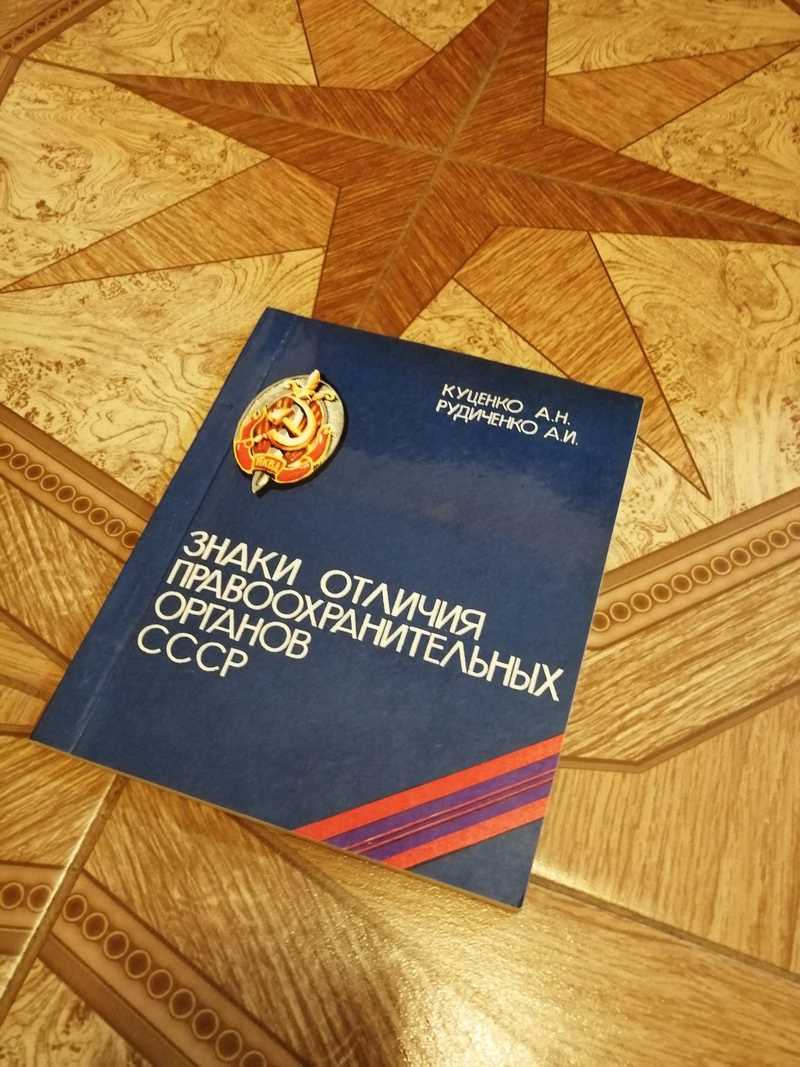 КУЦЕНКО А.Н.
РУДИЧЕНКО А.И.
ЗНАКИ ОТЛИЧИЯ
ПРАВООХРАНИТЕЛЬНЫХ
ОРГАНОВ
СССР